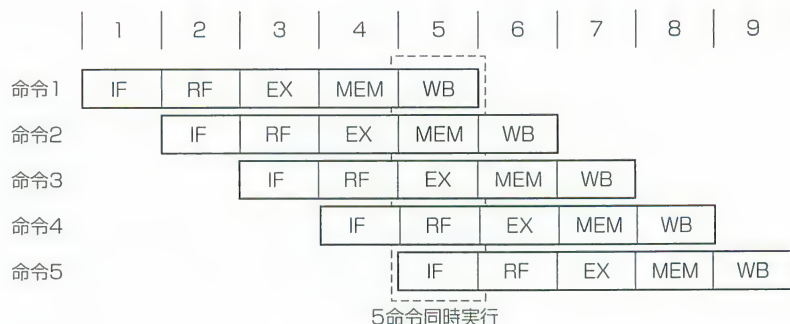 1 2 3 4 5 6 7 8 9
命令1 IF RF EX MEM WB
命令2 IF RF EX MEM WB
命令3 IF RF EX MEM WB
命令4 IF RF EX MEM WB
命令5 IF RF EX MEM WB
5命令同時実行